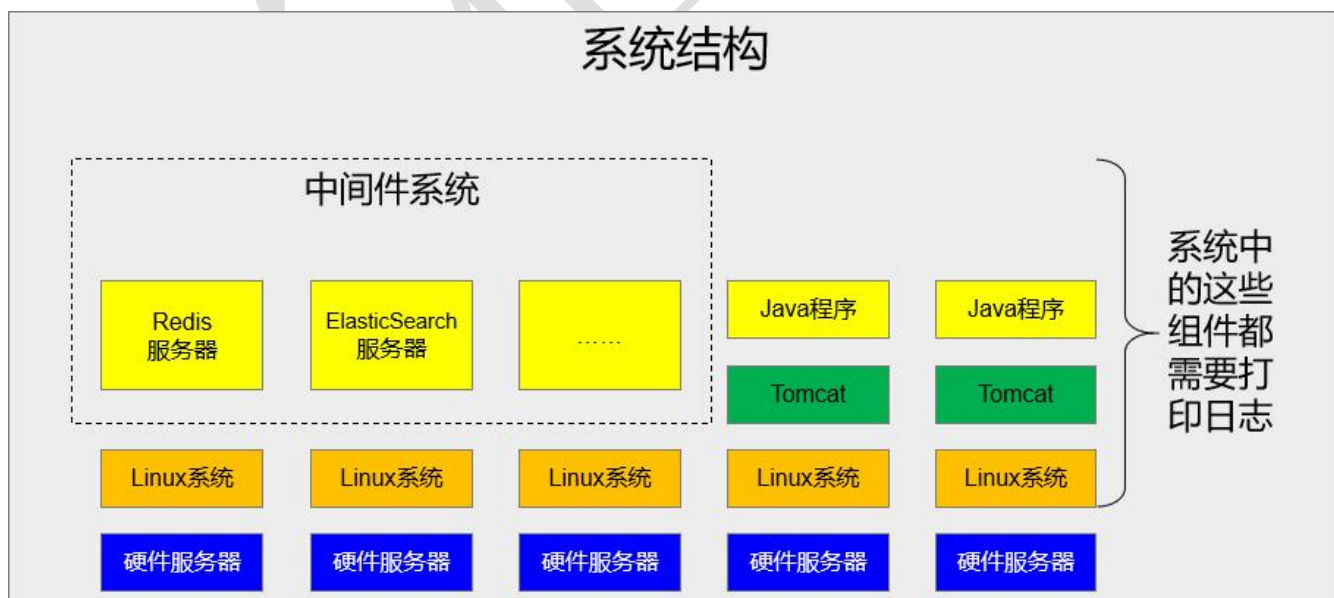 系统结构
中间件系统
Redis
服务器
ElasticSearch
服务器
……
Java程序
Java程序
Tomcat
Tomcat
Linux系统
Linux系统
Linux系统
Linux系统
Linux系统
硬件服务器
硬件服务器
硬件服务器
硬件服务器
硬件服务器
系统中
的这些
组件都
需要打
印日志